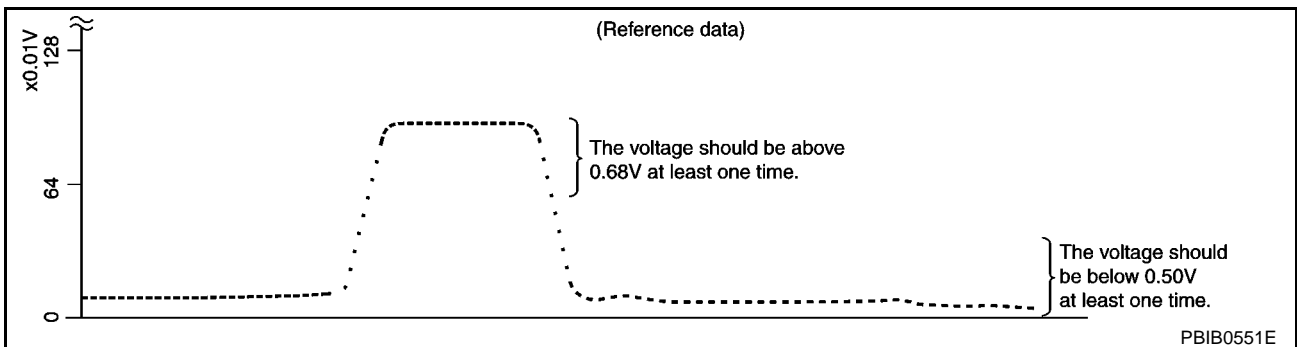 (Reference data)
x0.01V
128
64
0
The voltage should be above
0.68V at least one time.
The voltage should
be below 0.50V
at least one time.
PBIB0551E